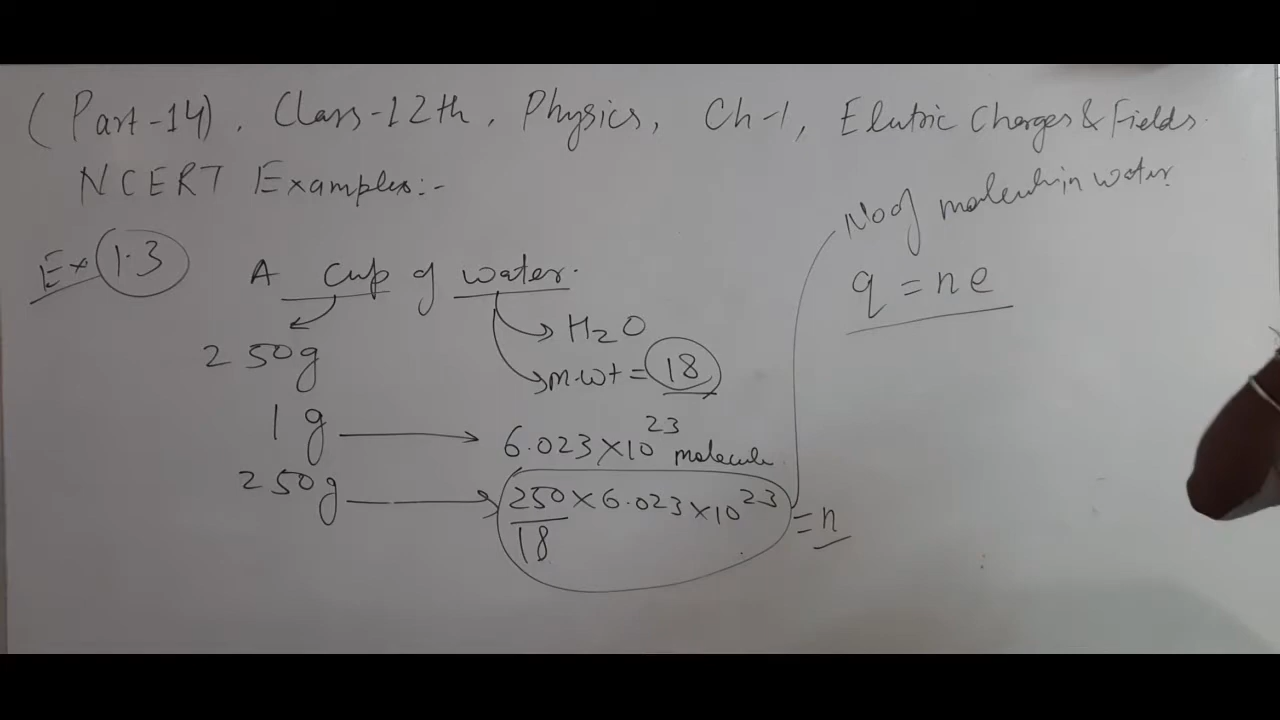 (Part-14), Class-12th, Physics, Ch-1, Electric Charges & Fields.
NCERT Examples:-
No of molecule in water
Ex 1.3 A cup of water.
q = ne
250g
H2O
m.wt = 18
1 g → 6.023×10^23 molecule
250g → 250/18 × 6.023×10^23 = n